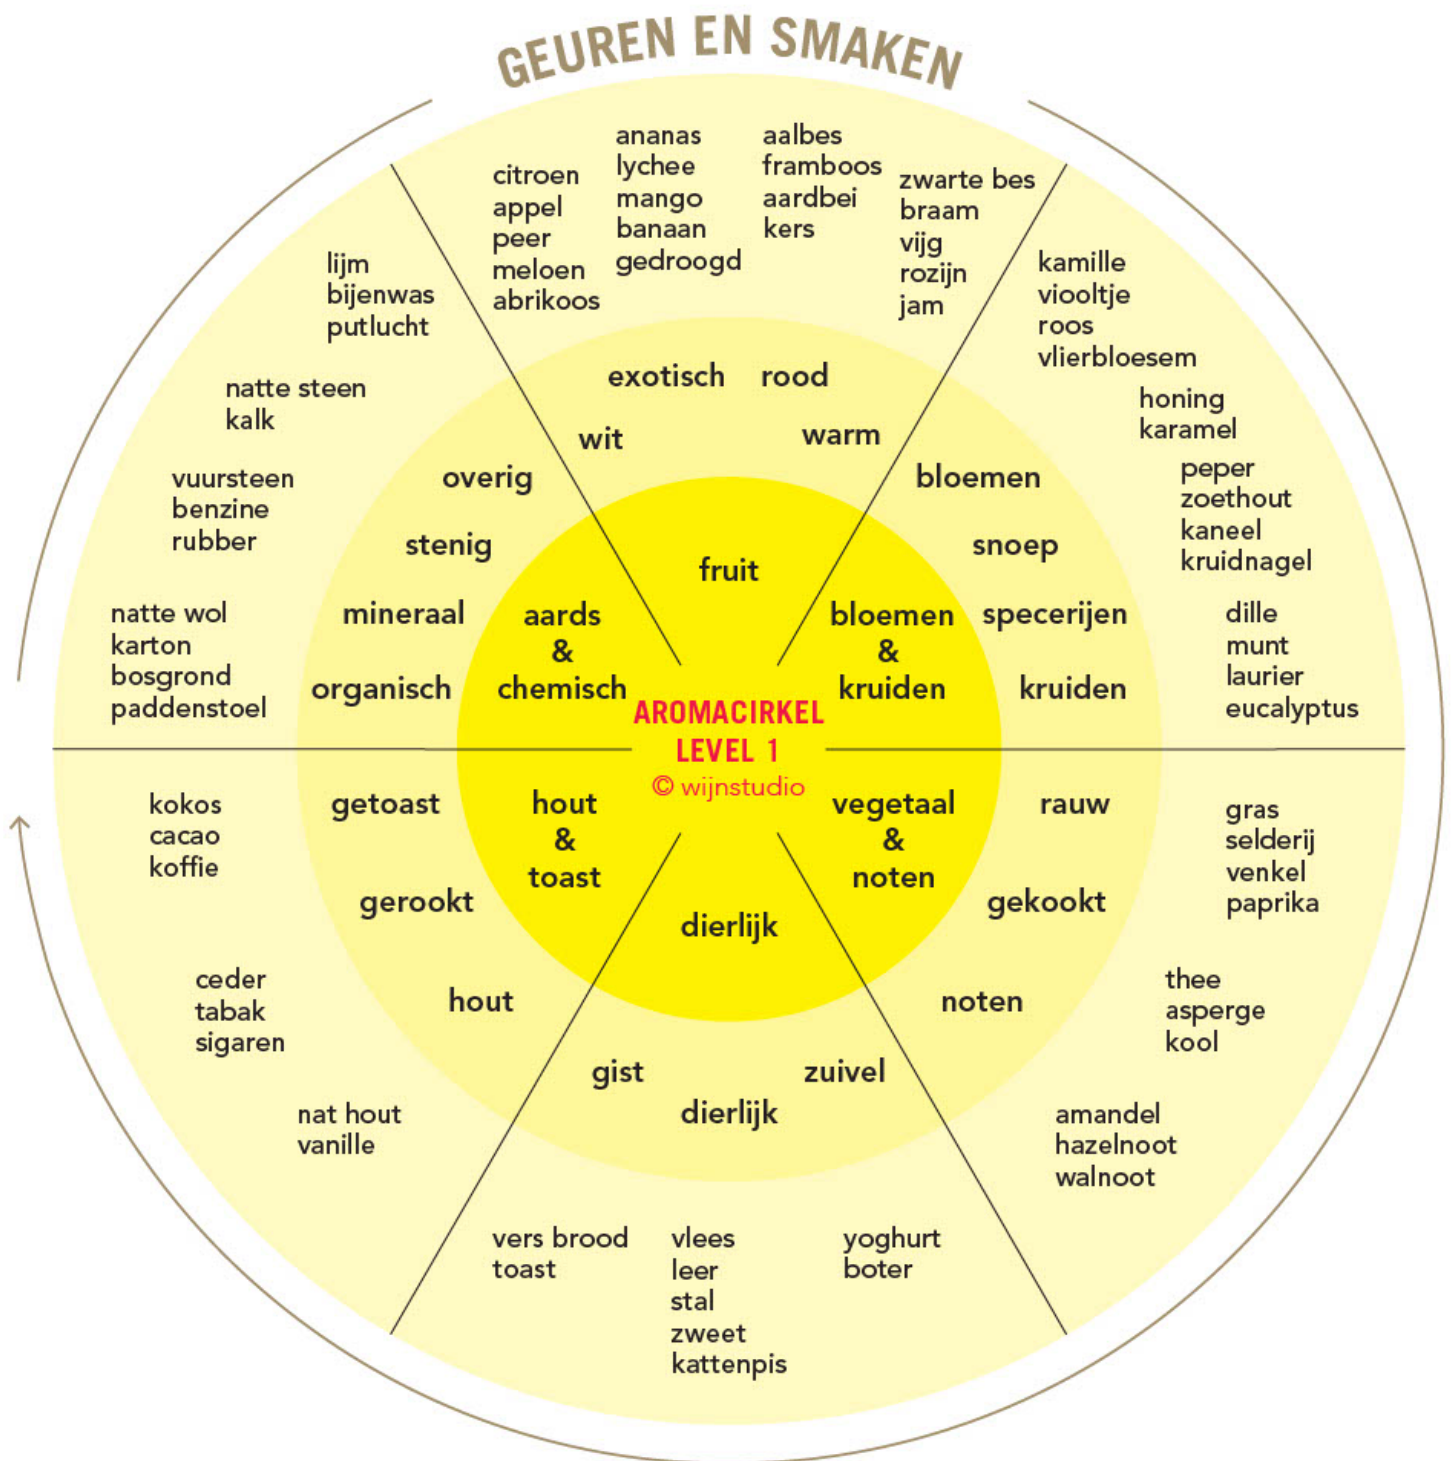 GEUREN EN SMAKEN
citroen
appel
peer
meloen
abrikoos
ananas
lychee
mango
banaan
gedroogd
aalbes
framboos
aardbei
kers
zwarte bes
braam
vijg
rozijn
jam
wit
exotisch
rood
warm
fruit
kamille
viooltje
roos
vlierbloesem
honing
karamel
peper
zoethout
kaneel
kruidnagel
dille
munt
laurier
eucalyptus
bloemen
snoep
specerijen
kruiden
bloemen
&
kruiden
AROMACIRKEL
LEVEL 1
© wijnstudio
vegetaal
&
noten
rauw
gekookt
noten
gras
selderij
venkel
paprika
thee
asperge
kool
amandel
hazelnoot
walnoot
dierlijk
zuivel
dierlijk
gist
yoghurt
boter
vlees
leer
stal
zweet
kattenpis
vers brood
toast
hout
&
toast
hout
gerookt
getoast
nat hout
vanille
ceder
tabak
sigaren
kokos
cacao
koffie
aards
&
chemisch
organisch
mineraal
stenig
overig
natte wol
karton
bosgrond
paddenstoel
vuursteen
benzine
rubber
natte steen
kalk
lijm
bijenwas
putlucht